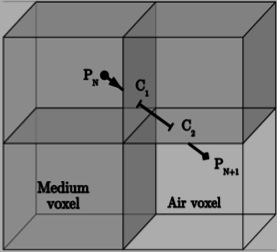 P_N
C_1
C_2
P_N+1
Medium
voxel
Air voxel